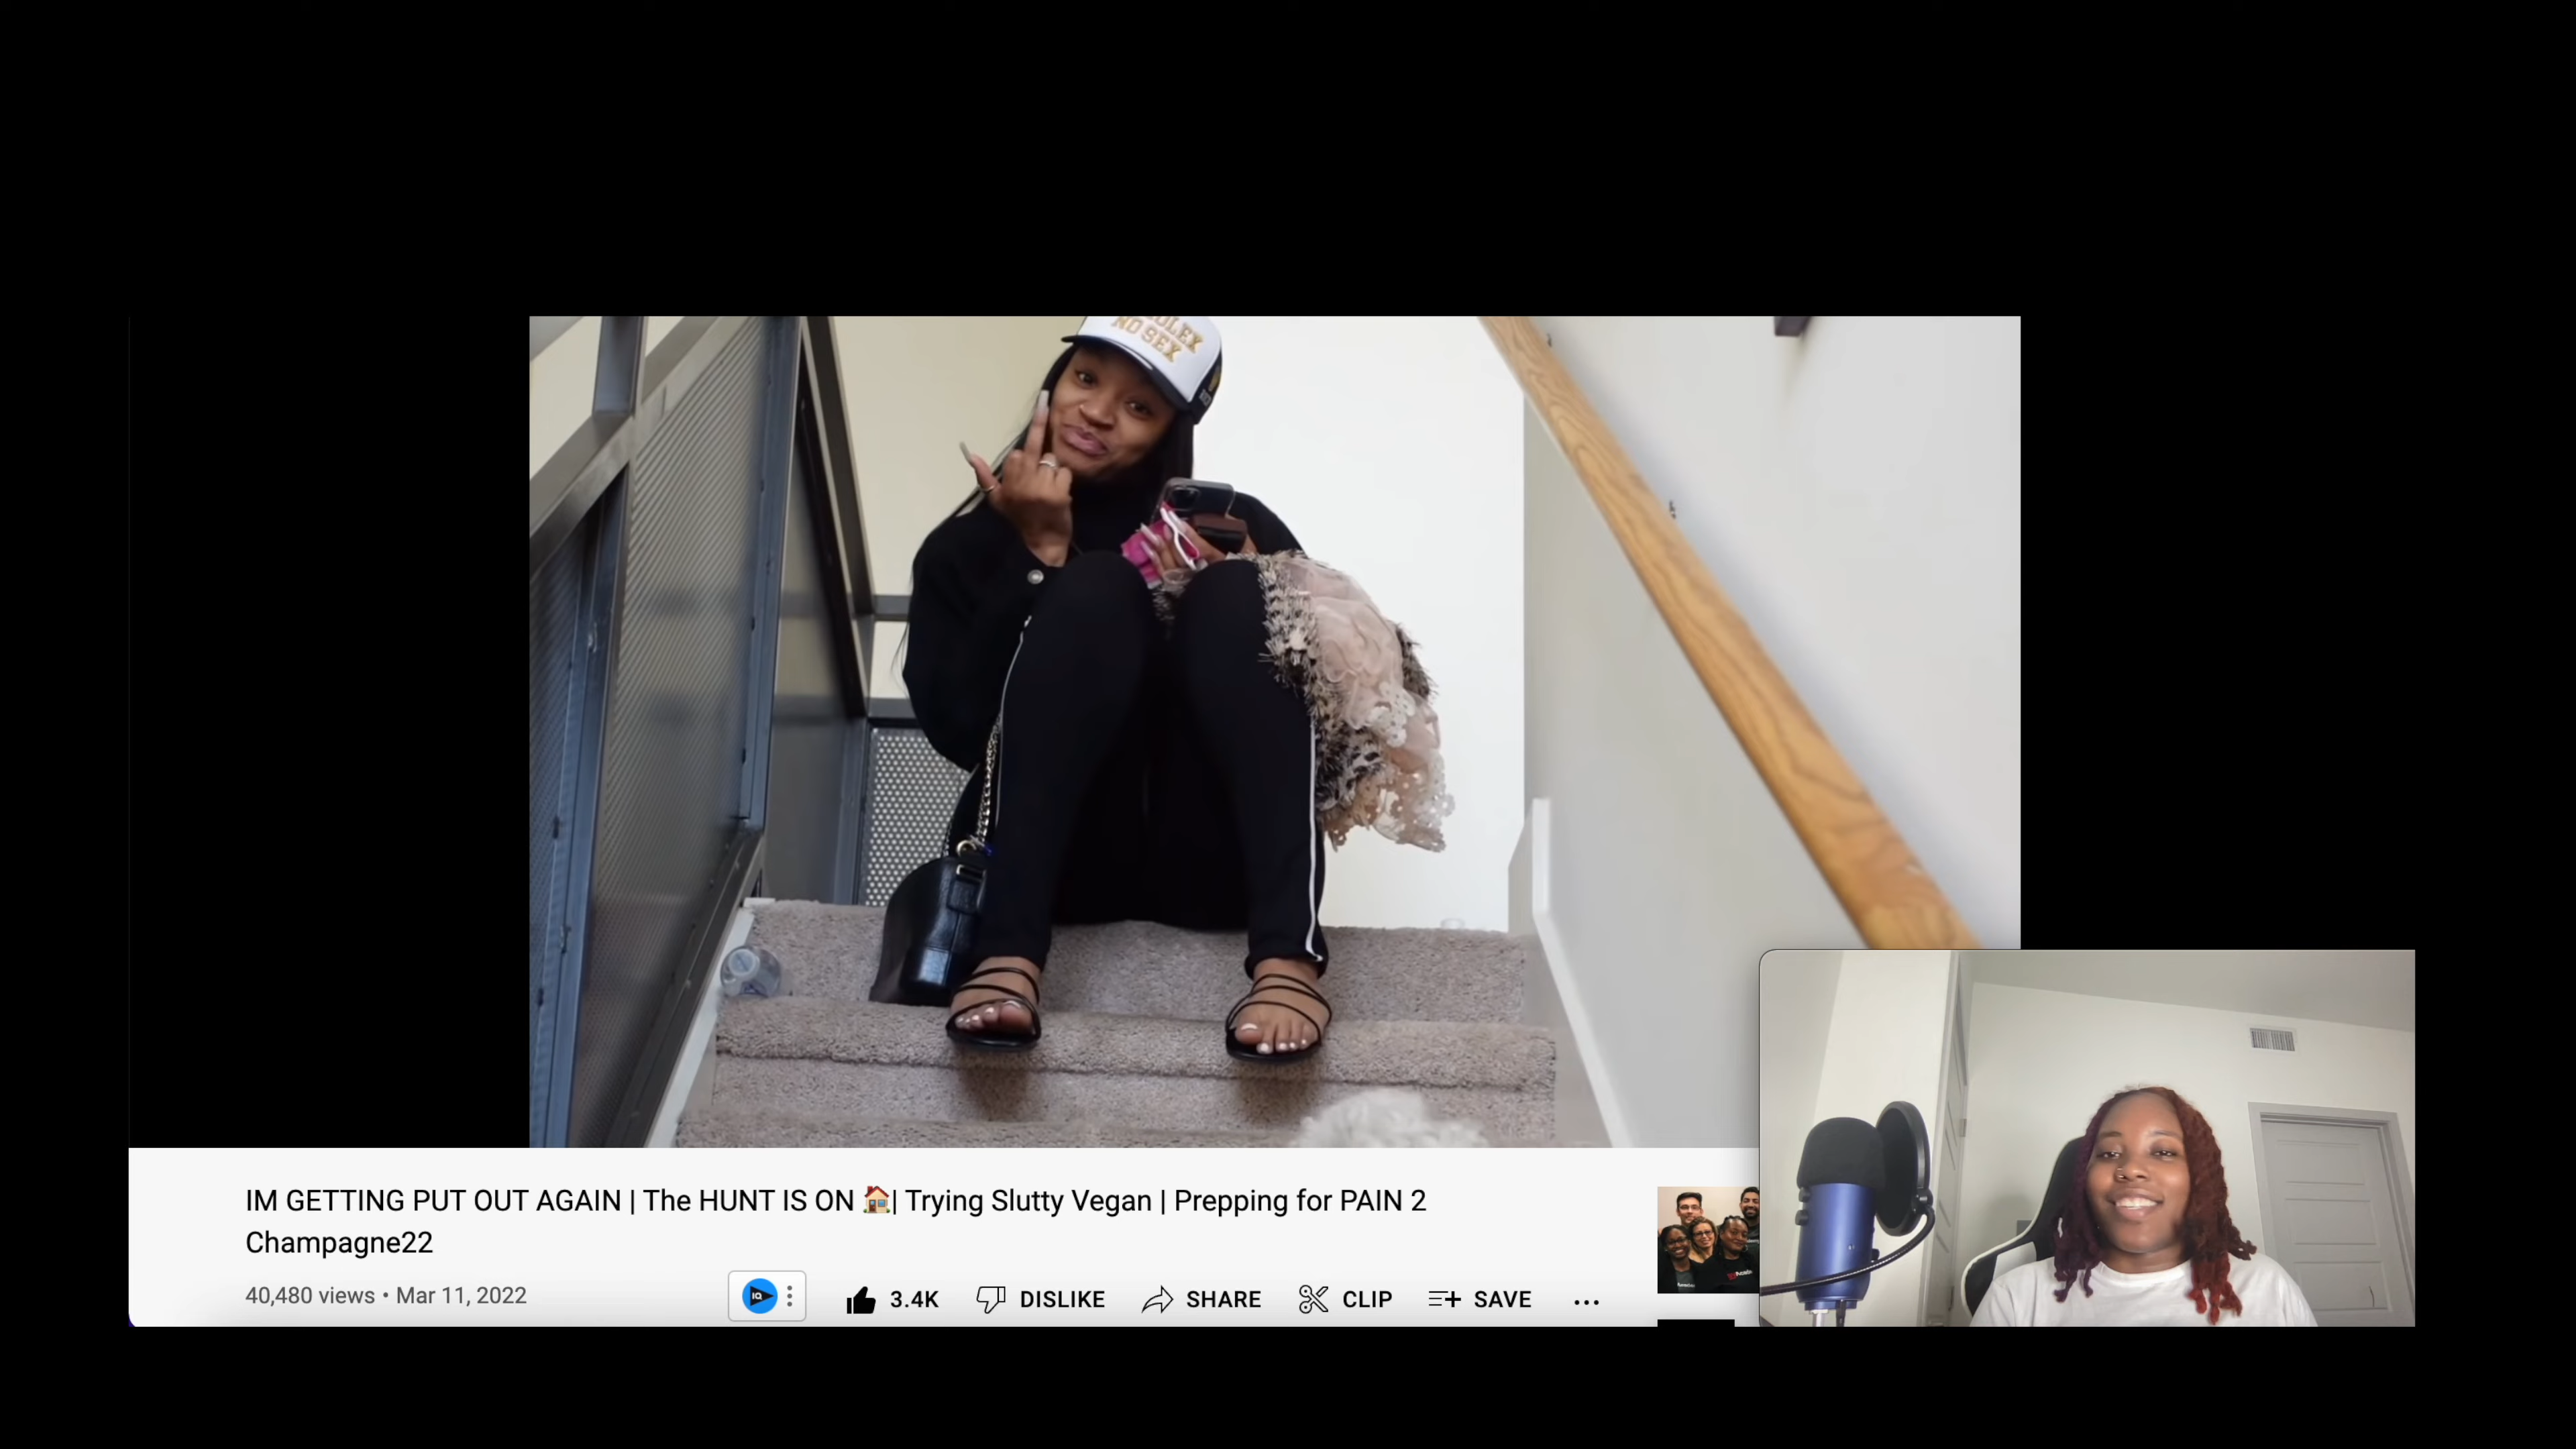 NO SEX
IM GETTING PUT OUT AGAIN | The HUNT IS ON 🏠| Trying Slutty Vegan | Prepping for PAIN 2
Champagne22
40,480 views • Mar 11, 2022
IQ
3.4K DISLIKE SHARE CLIP SAVE ...